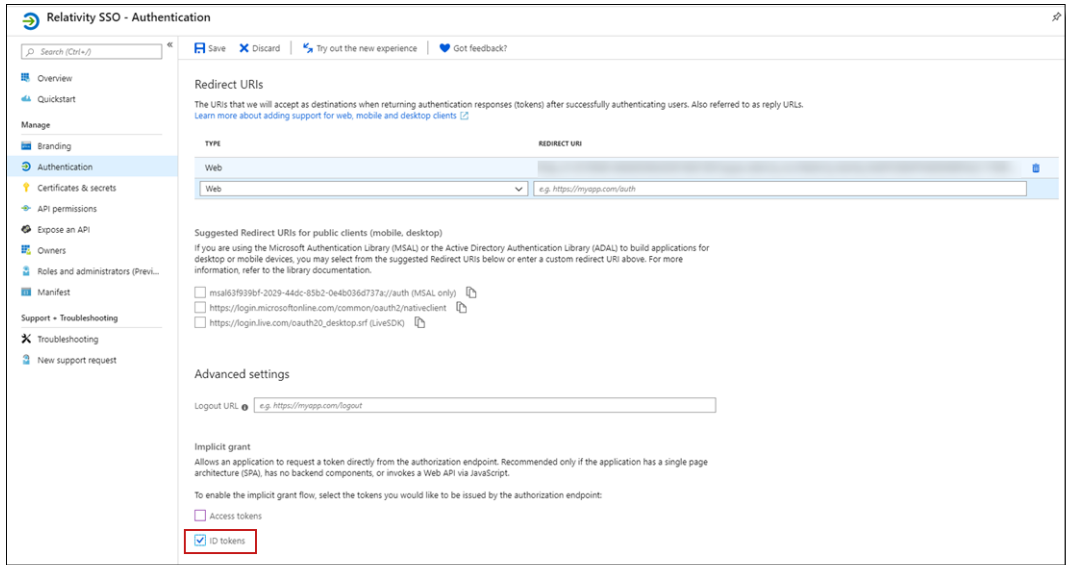 Relativity SSO - Authentication
Search (Ctrl+/)
«
Overview
Quickstart
Manage
Branding
Authentication
Certificates & secrets
API permissions
Expose an API
Owners
Roles and administrators (Previ...
Manifest
Support + Troubleshooting
Troubleshooting
New support request
Save Discard Try out the new experience Got feedback?
Redirect URIs
The URIs that we will accept as destinations when returning authentication responses (tokens) after successfully authenticating users. Also referred to as reply URLs.
Learn more about adding support for web, mobile and desktop clients
TYPE REDIRECT URI
Web
Web e.g. https://myapp.com/auth
Suggested Redirect URIs for public clients (mobile, desktop)
If you are using the Microsoft Authentication Library (MSAL) or the Active Directory Authentication Library (ADAL) to build applications for
desktop or mobile devices, you may select from the suggested Redirect URIs below or enter a custom redirect URI above. For more
information, refer to the library documentation.
msal63f939bf-2029-44dc-85b2-0e4b036d737a://auth (MSAL only)
https://login.microsoftonline.com/common/oauth2/nativeclient
https://login.live.com/oauth20_desktop.srf (LiveSDK)
Advanced settings
Logout URL e.g. https://myapp.com/logout
Implicit grant
Allows an application to request a token directly from the authorization endpoint. Recommended only if the application has a single page
architecture (SPA), has no backend components, or invokes a Web API via JavaScript.
To enable the implicit grant flow, select the tokens you would like to be issued by the authorization endpoint:
Access tokens
ID tokens